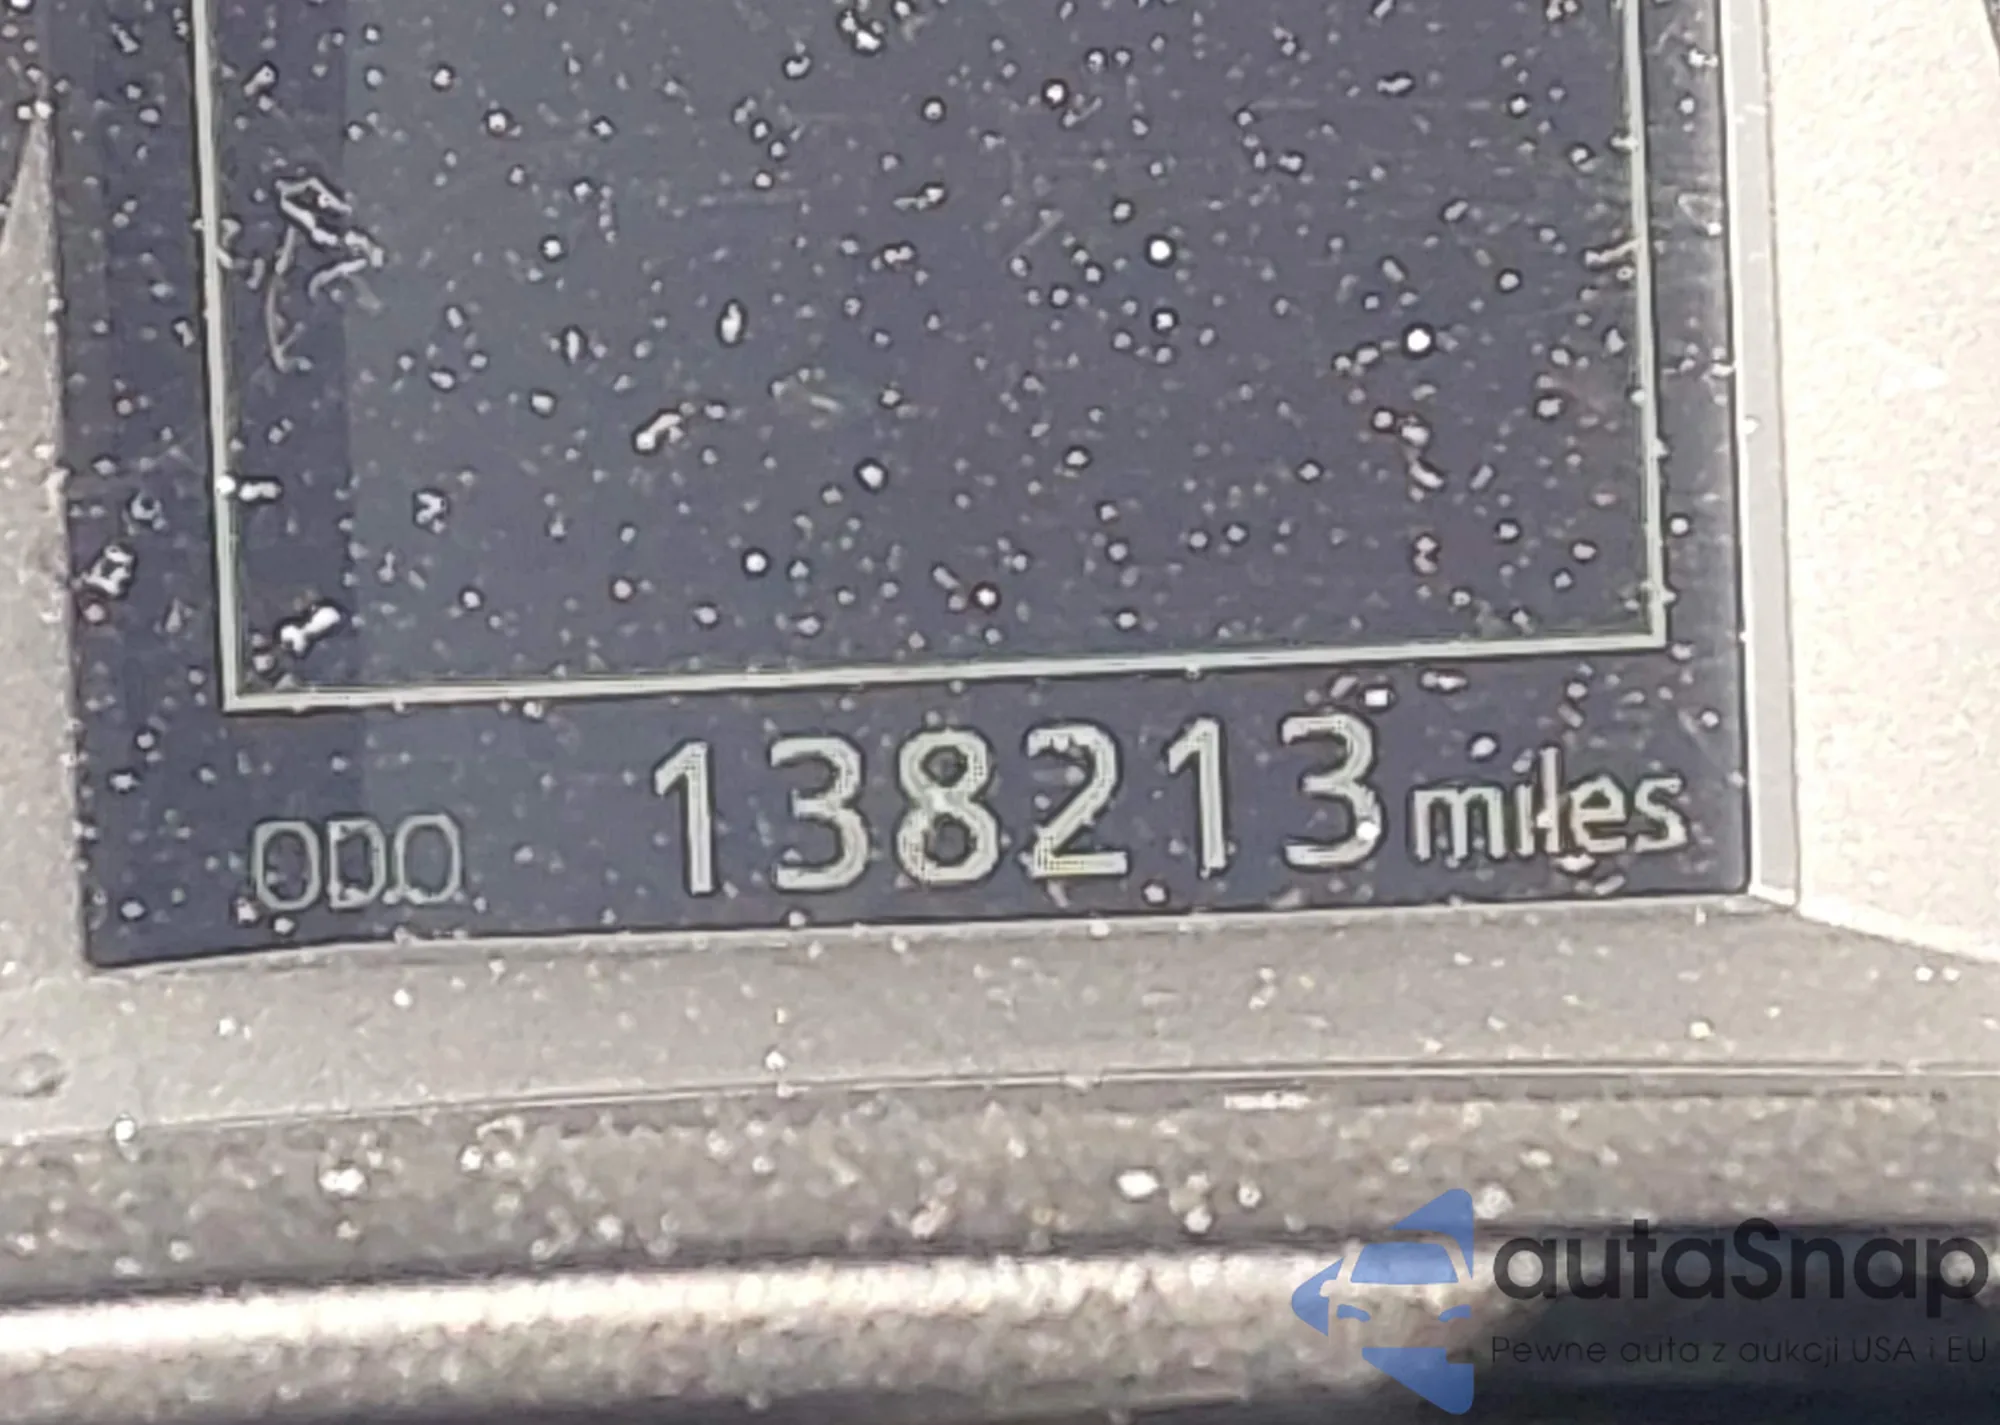 ODO 138213 miles
autaSnap
Pewne auta z aukcji USA i EU